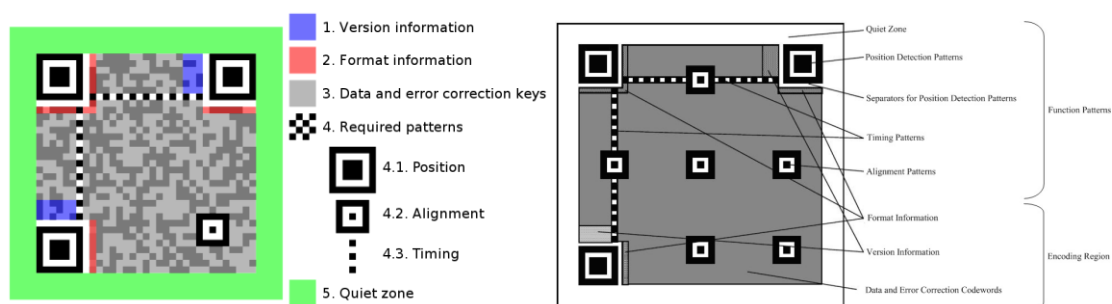 1. Version information
2. Format information
3. Data and error correction keys
4. Required patterns
4.1. Position
4.2. Alignment
4.3. Timing
5. Quiet zone
Quiet Zone
Position Detection Patterns
Separators for Position Detection Patterns
Timing Patterns
Alignment Patterns
Format Information
Version Information
Data and Error Correction Codewords
Function Patterns
Encoding Region